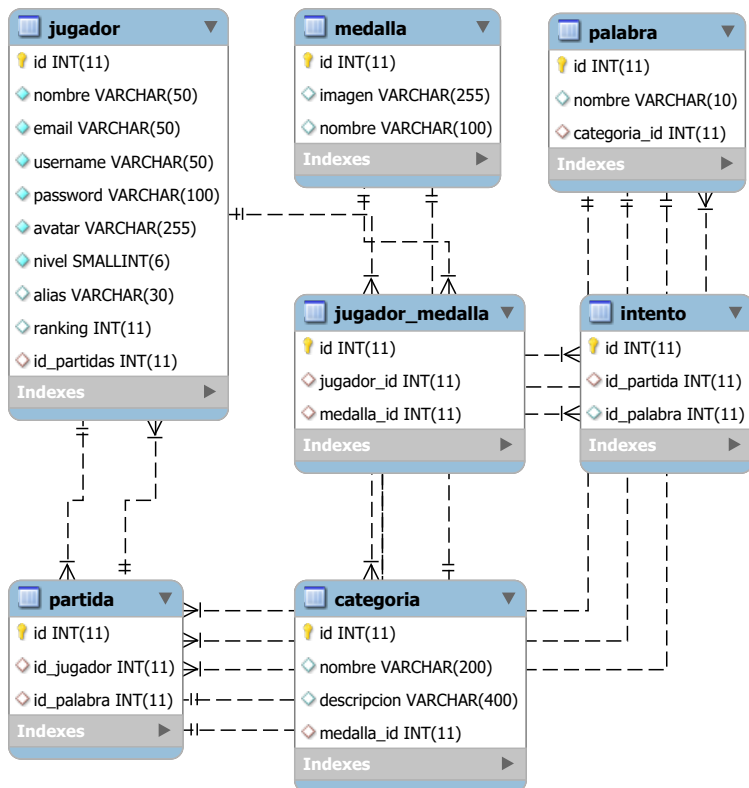 jugador
id INT(11)
nombre VARCHAR(50)
email VARCHAR(50)
username VARCHAR(50)
password VARCHAR(100)
avatar VARCHAR(255)
nivel SMALLINT(6)
alias VARCHAR(30)
ranking INT(11)
id_partidas INT(11)
Indexes
medalla
id INT(11)
imagen VARCHAR(255)
nombre VARCHAR(100)
Indexes
palabra
id INT(11)
nombre VARCHAR(10)
categoria_id INT(11)
Indexes
jugador_medalla
id INT(11)
jugador_id INT(11)
medalla_id INT(11)
Indexes
intento
id INT(11)
id_partida INT(11)
id_palabra INT(11)
Indexes
partida
id INT(11)
id_jugador INT(11)
id_palabra INT(11)
Indexes
categoria
id INT(11)
nombre VARCHAR(200)
descripcion VARCHAR(400)
medalla_id INT(11)
Indexes